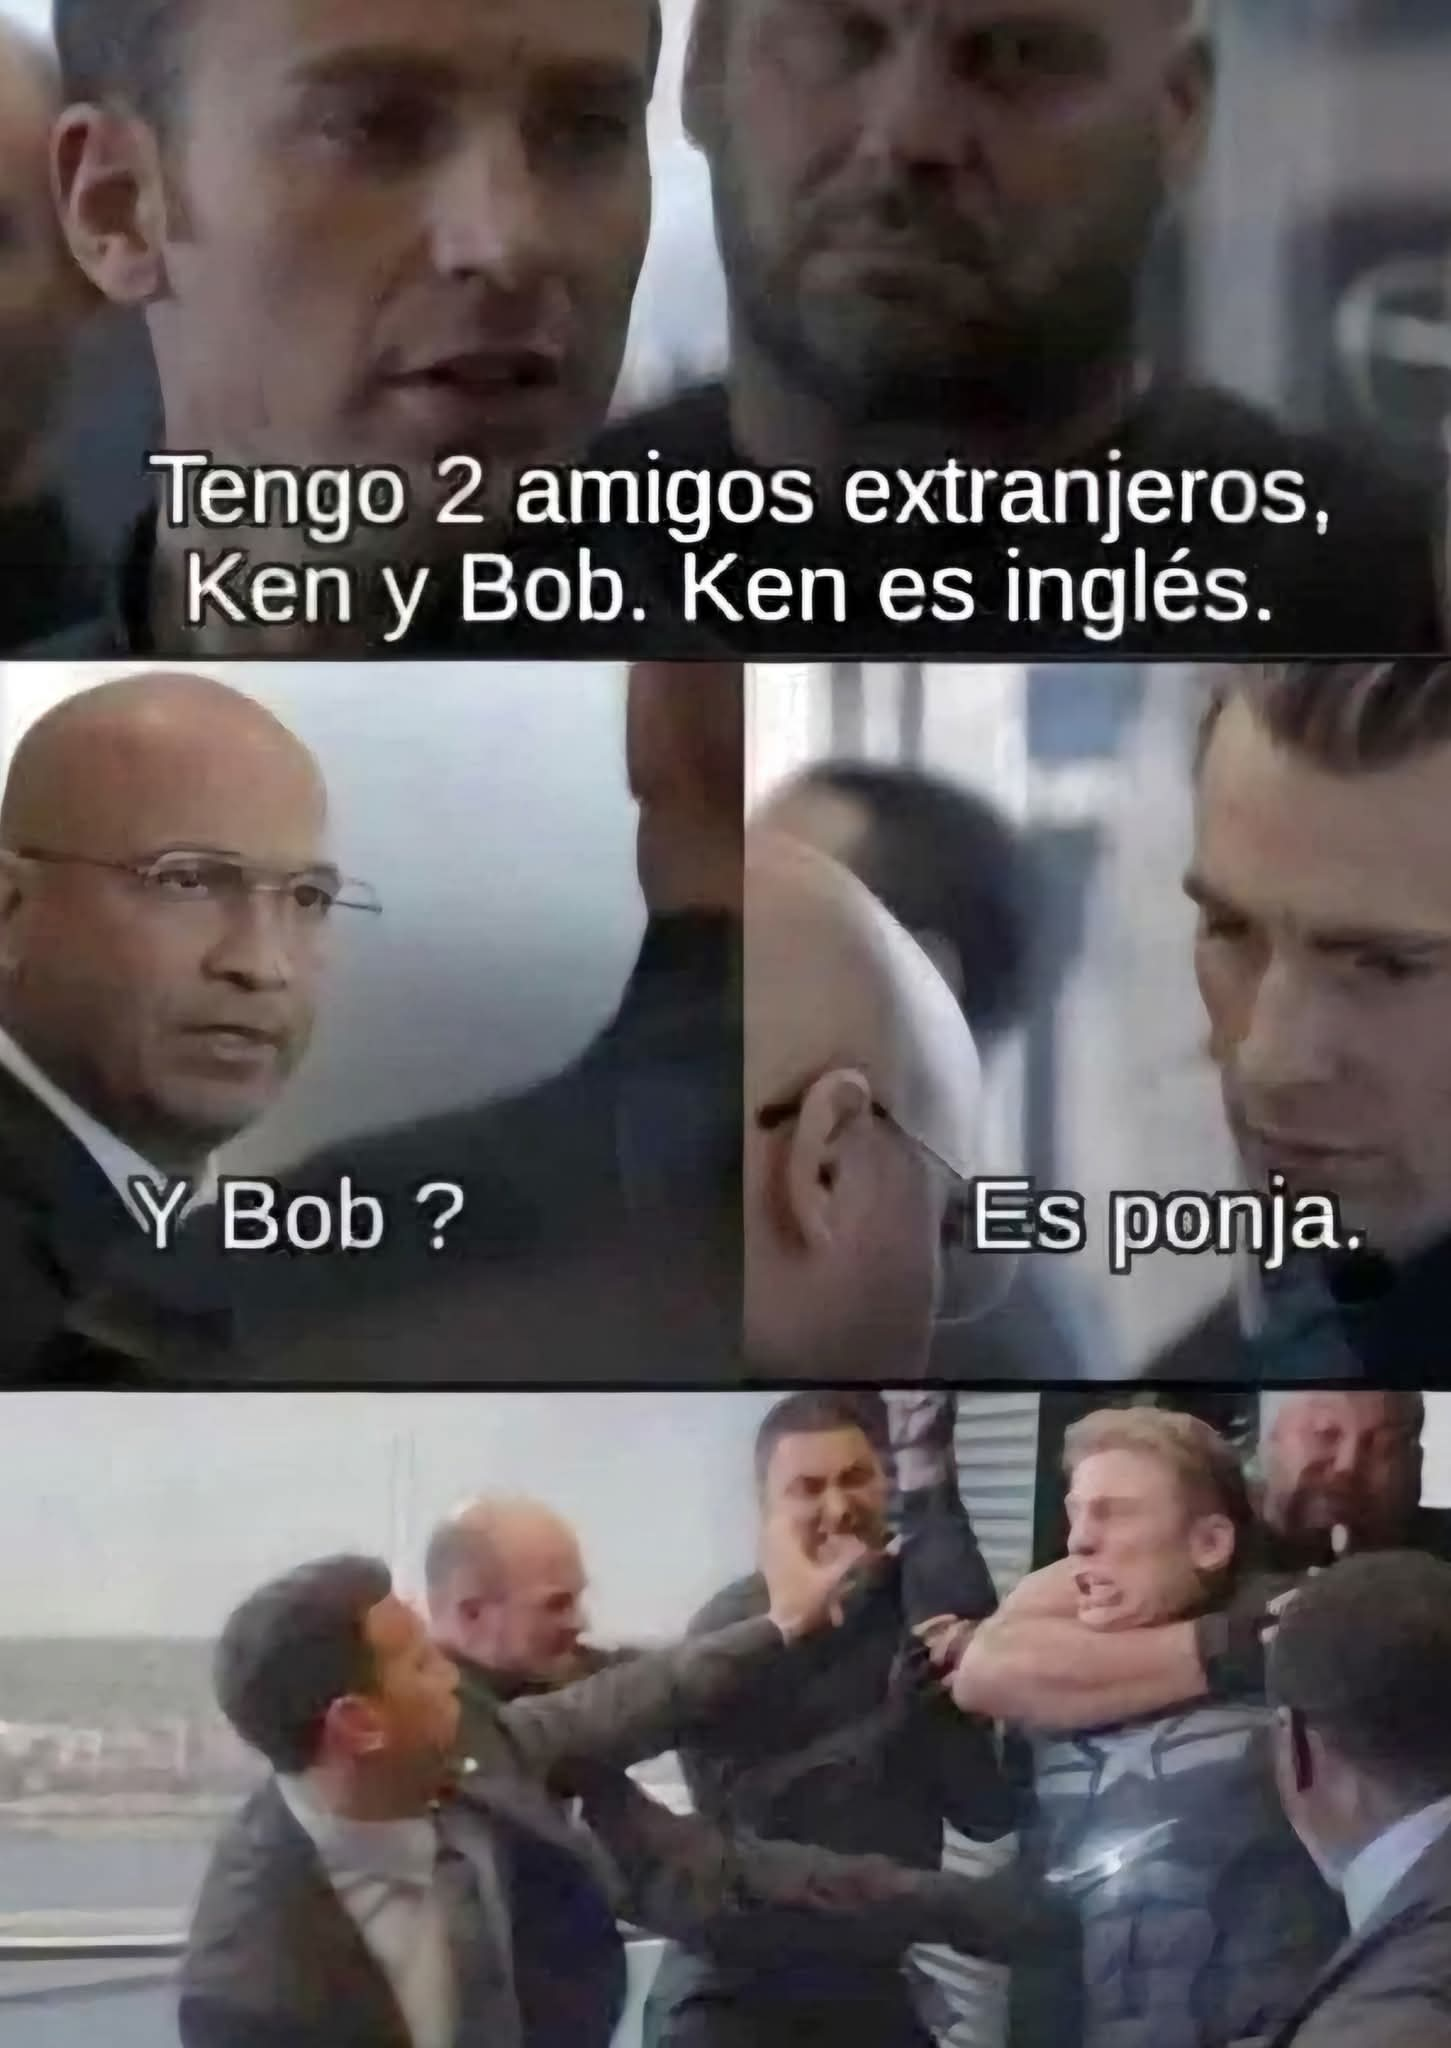 Tengo 2 amigos extranjeros,
Ken y Bob. Ken es inglés.
Y Bob ?
Es ponja.